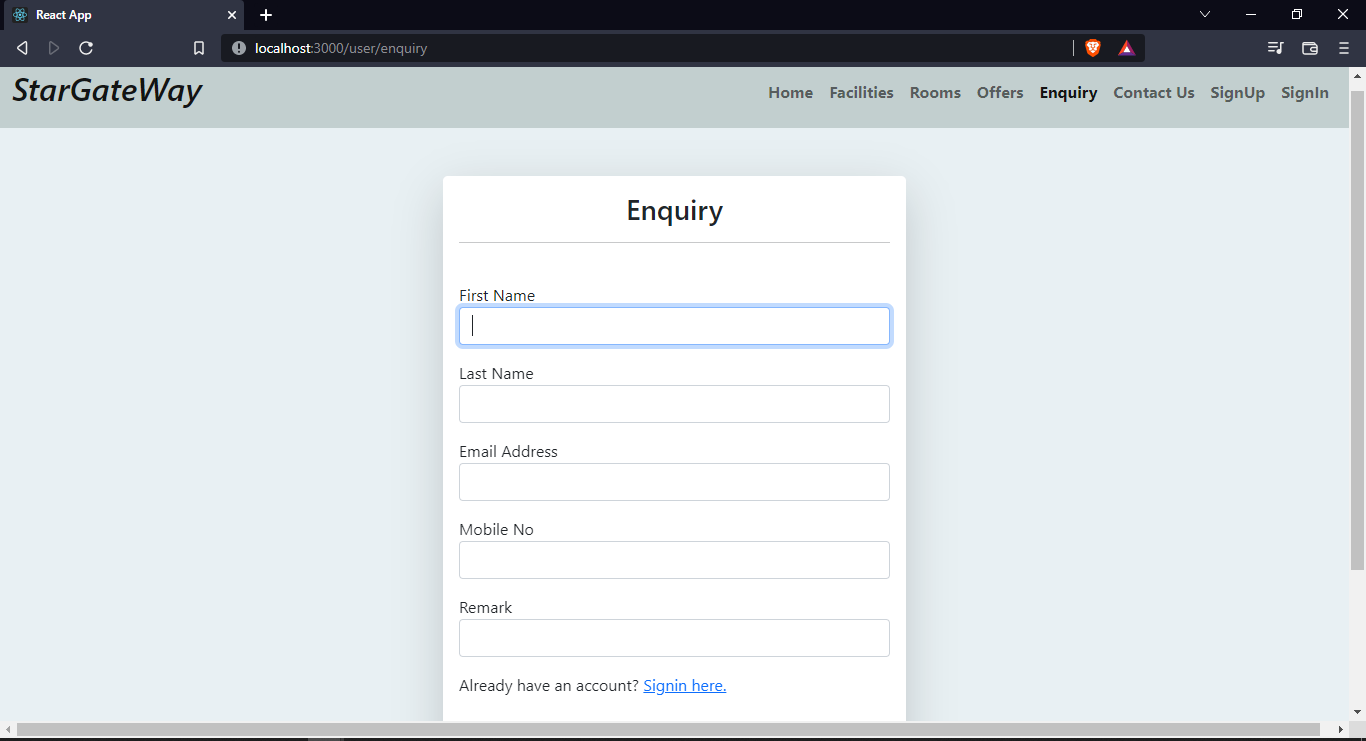 React App
localhost:3000/user/enquiry
StarGateWay
Home Facilities Rooms Offers Enquiry Contact Us SignUp SignIn
Enquiry
First Name
Last Name
Email Address
Mobile No
Remark
Already have an account? Signin here.